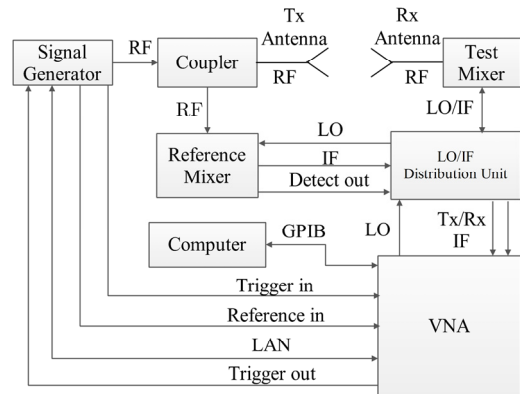 Tx
Antenna
Rx
Antenna
Signal
Generator
RF
Coupler
RF
RF
Test
Mixer
RF
LO/IF
Reference
Mixer
LO
IF
Detect out
LO/IF
Distribution Unit
Computer
GPIB
LO
Tx/Rx
IF
Trigger in
Reference in
LAN
Trigger out
VNA